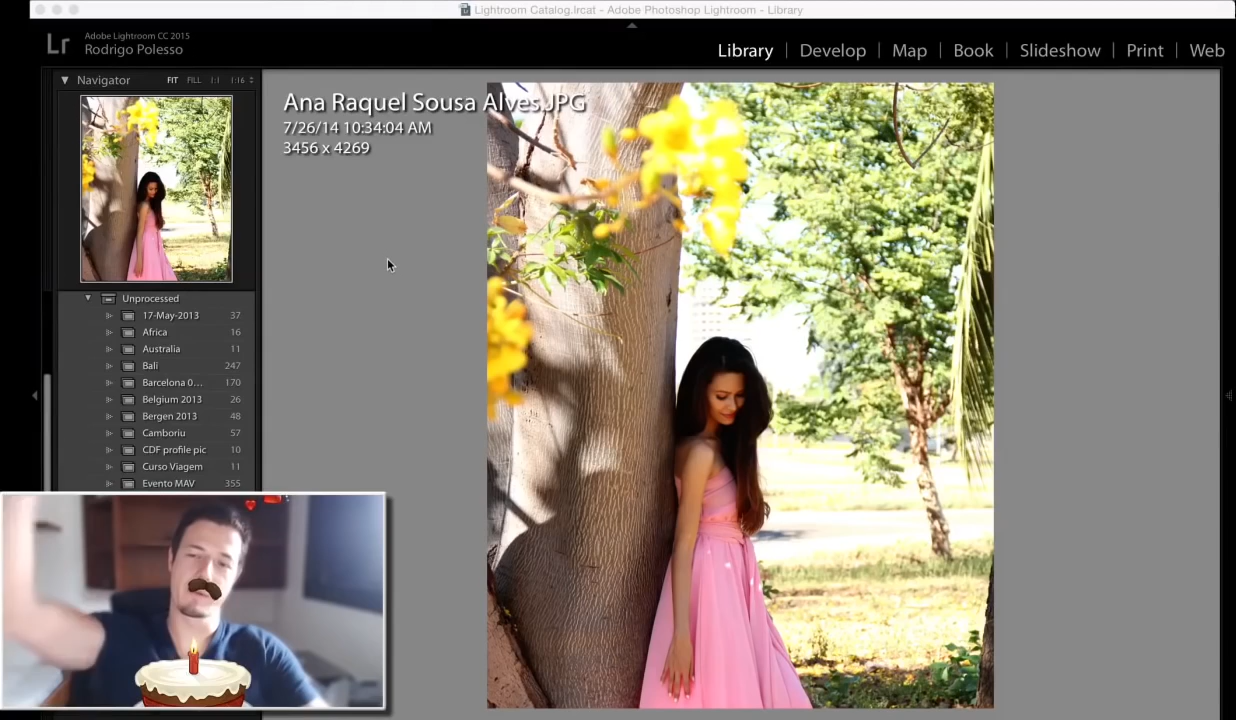 Lightroom Catalog.lrcat - Adobe Photoshop Lightroom - Library
Lr
Adobe Lightroom CC 2015
Rodrigo Polesso
Library | Develop | Map | Book | Slideshow | Print | Web
Navigator FIT FILL 1:1 1:16
Ana Raquel Sousa Alves.JPG
7/26/14 10:34:04 AM
3456 x 4269
Unprocessed
17-May-2013 37
Africa 16
Australia 11
Bali 247
Barcelona 0... 170
Belgium 2013 26
Bergen 2013 48
Camboriu 57
CDF profile pic 10
Curso Viagem 11
Evento MAV 355